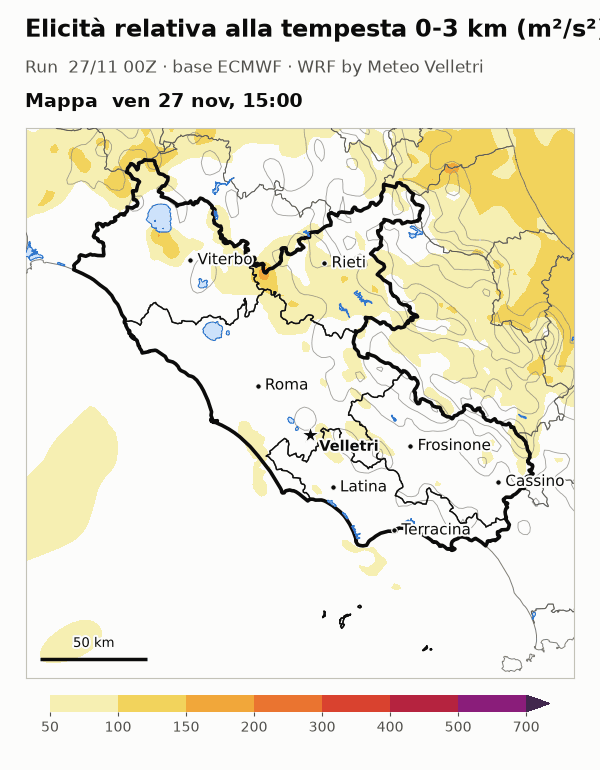 Elicità relativa alla tempesta 0-3 km (m²/s²)
Run  27/11 00Z · base ECMWF · WRF by Meteo Velletri
Mappa  ven 27 nov, 15:00
Viterbo
Rieti
Roma
Velletri
Frosinone
Cassino
Latina
Terracina
50 km
50 100 150 200 300 400 500 700